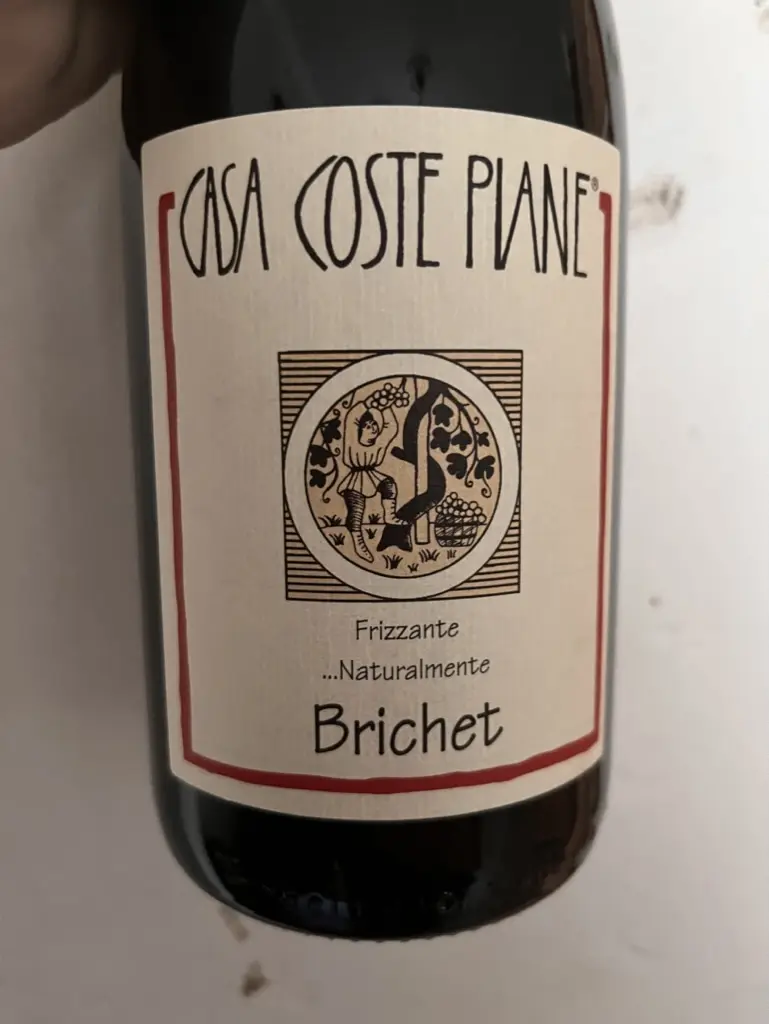 CASA COSTE PIANE®
Frizzante
...Naturalmente
Brichet